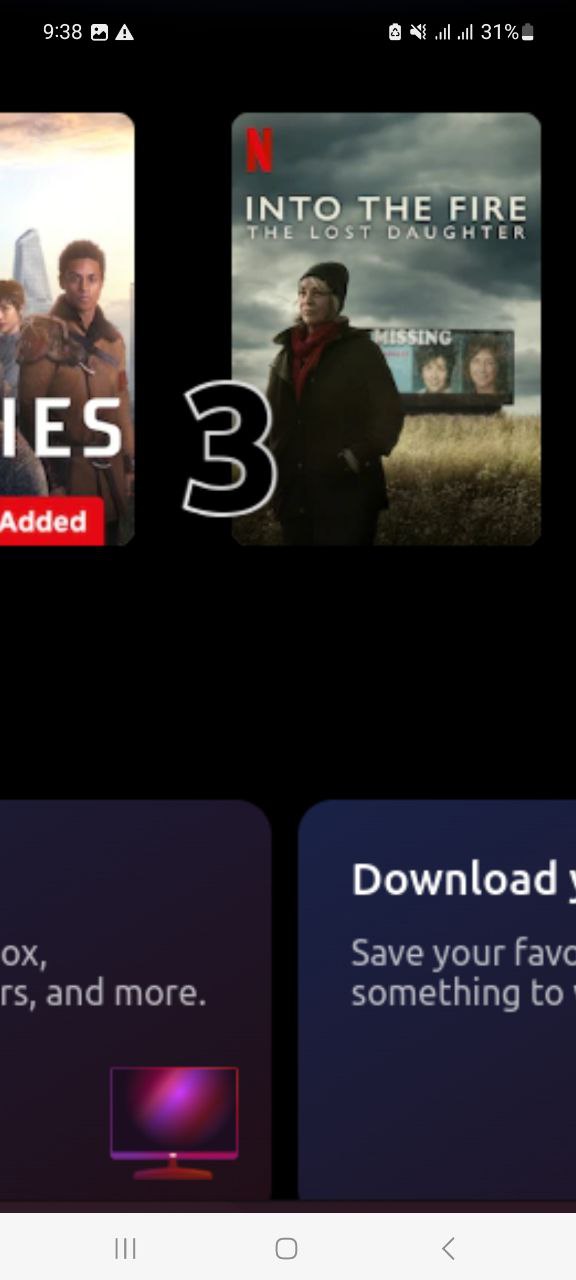 9:38 31%
N
INTO THE FIRE
THE LOST DAUGHTER
MISSING
IES
3
Added
Download y
ox,
rs, and more.
Save your favo
something to